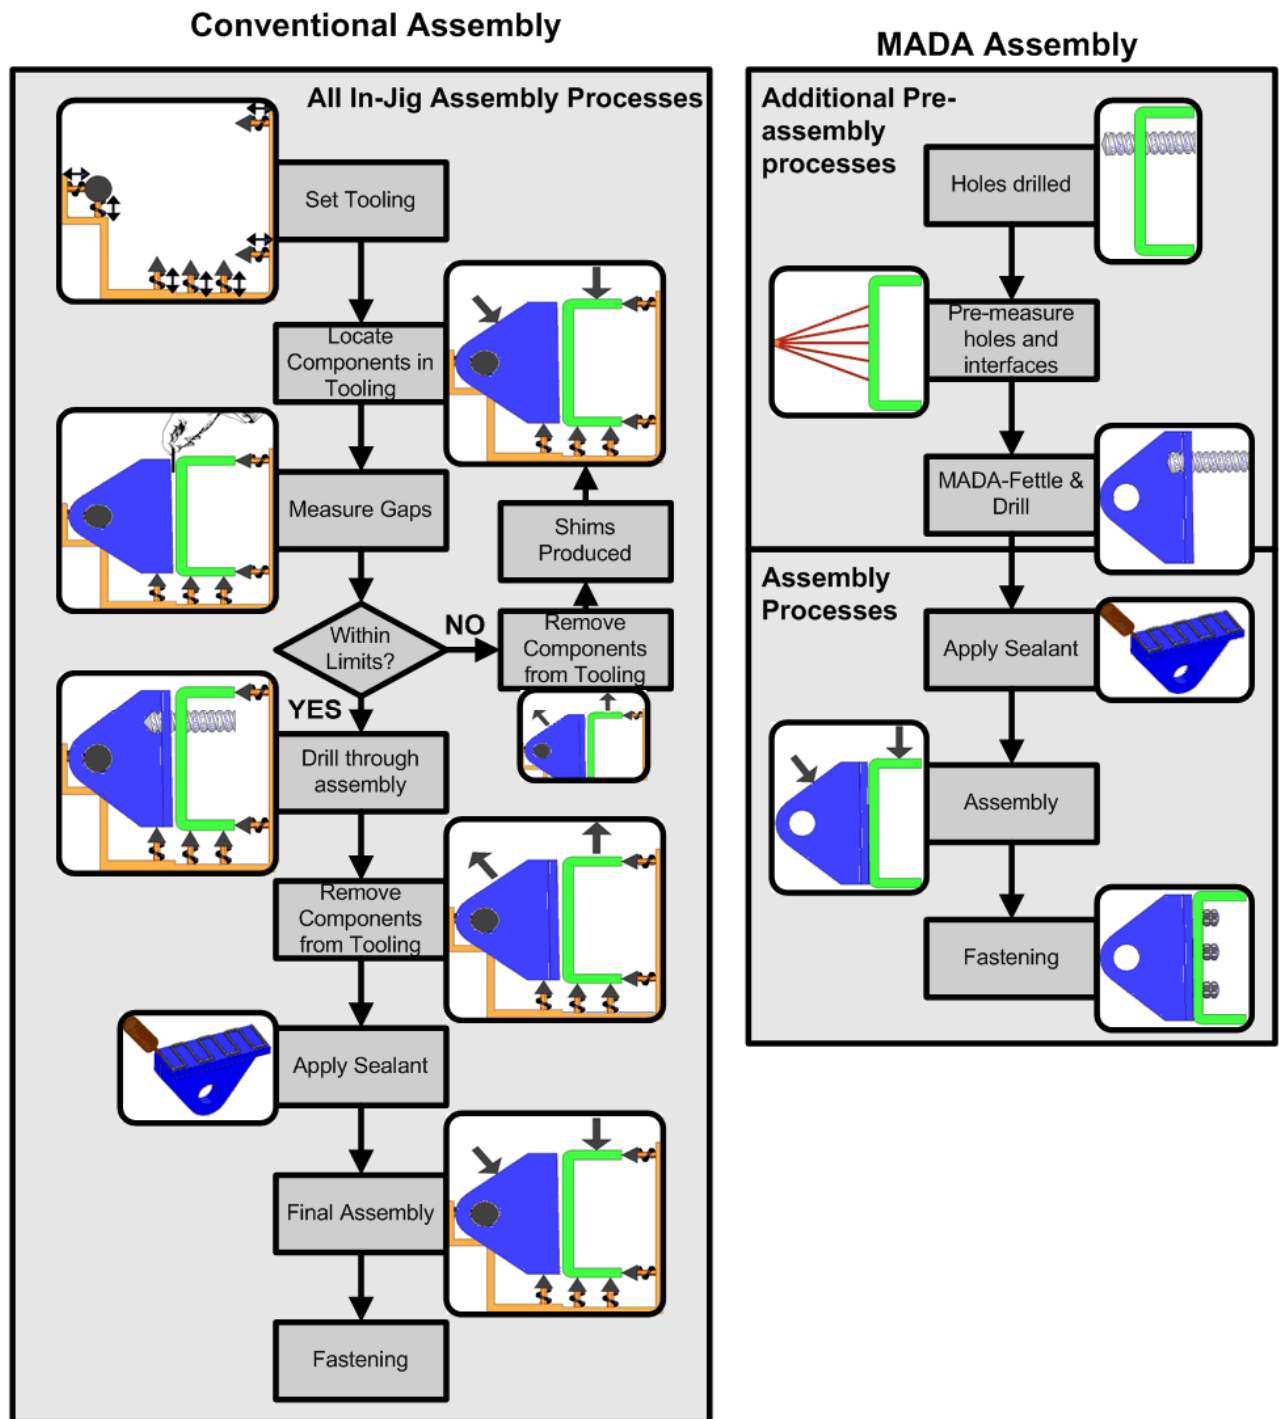 Conventional Assembly
All In-Jig Assembly Processes
Set Tooling
Locate
Components in
Tooling
Measure Gaps
Within
Limits?
NO
Remove
Components
from Tooling
Shims
Produced
YES
Drill through
assembly
Remove
Components
from Tooling
Apply Sealant
Final Assembly
Fastening
MADA Assembly
Additional Pre-
assembly
processes
Holes drilled
Pre-measure
holes and
interfaces
MADA-Fettle &
Drill
Assembly
Processes
Apply Sealant
Assembly
Fastening